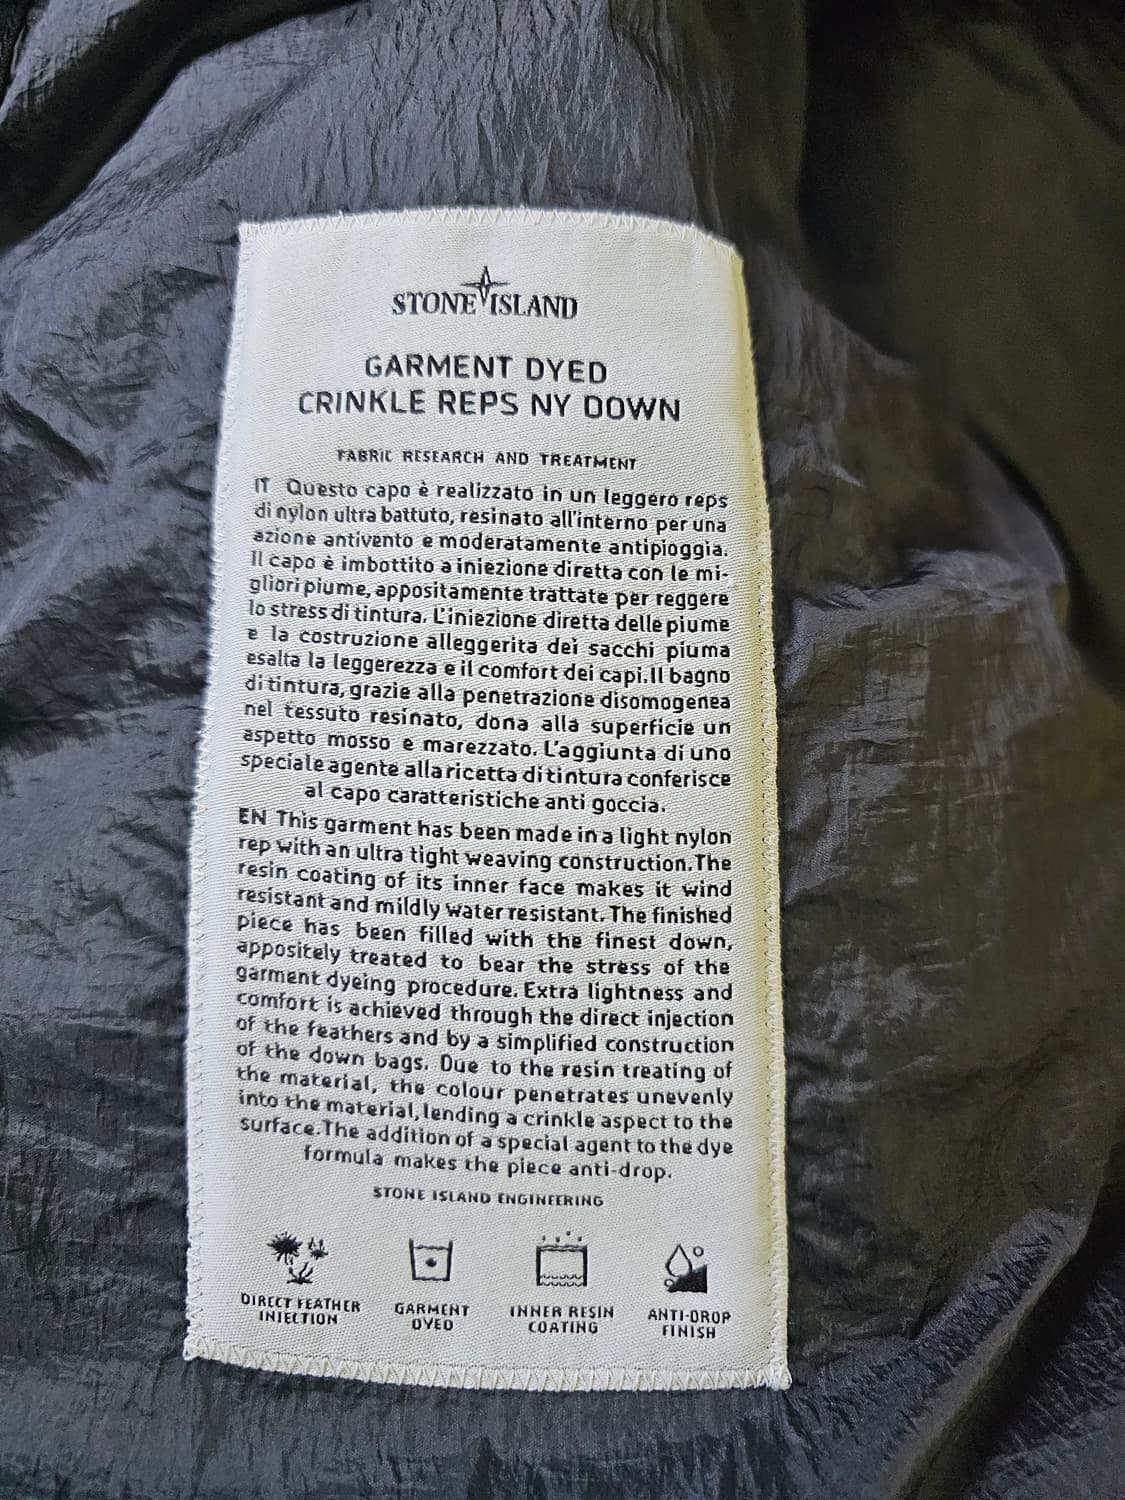 STONE ISLAND
GARMENT DYED
CRINKLE REPS NY DOWN
FABRIC RESEARCH AND TREATMENT
IT Questo capo è realizzato in un leggero reps
di nylon ultra battuto, resinato all'interno per una
azione antivento e moderatamente antipioggia.
Il capo è imbottito a iniezione diretta con le mi-
gliori piume, appositamente trattate per reggere
lo stress di tintura. L'iniezione diretta delle piume
e la costruzione alleggerita dei sacchi piuma
esalta la leggerezza e il comfort dei capi. Il bagno
di tintura, grazie alla penetrazione disomogenea
nel tessuto resinato, dona alla superficie un
aspetto mosso e marezzato. L'aggiunta di uno
speciale agente alla ricetta di tintura conferisce
al capo caratteristiche anti goccia.
EN This garment has been made in a light nylon
rep with an ultra tight weaving construction. The
resin coating of its inner face makes it wind
resistant and mildly water resistant. The finished
piece has been filled with the finest down,
appositely treated to bear the stress of the
garment dyeing procedure. Extra lightness and
comfort is achieved through the direct injection
of the feathers and by a simplified construction
of the down bags. Due to the resin treating of
the material, the colour penetrates unevenly
into the material, lending a crinkle aspect to the
surface. The addition of a special agent to the dye
formula makes the piece anti-drop.
STONE ISLAND ENGINEERING
DIRECT FEATHER
INJECTION
GARMENT
DYED
INNER RESIN
COATING
ANTI-DROP
FINISH